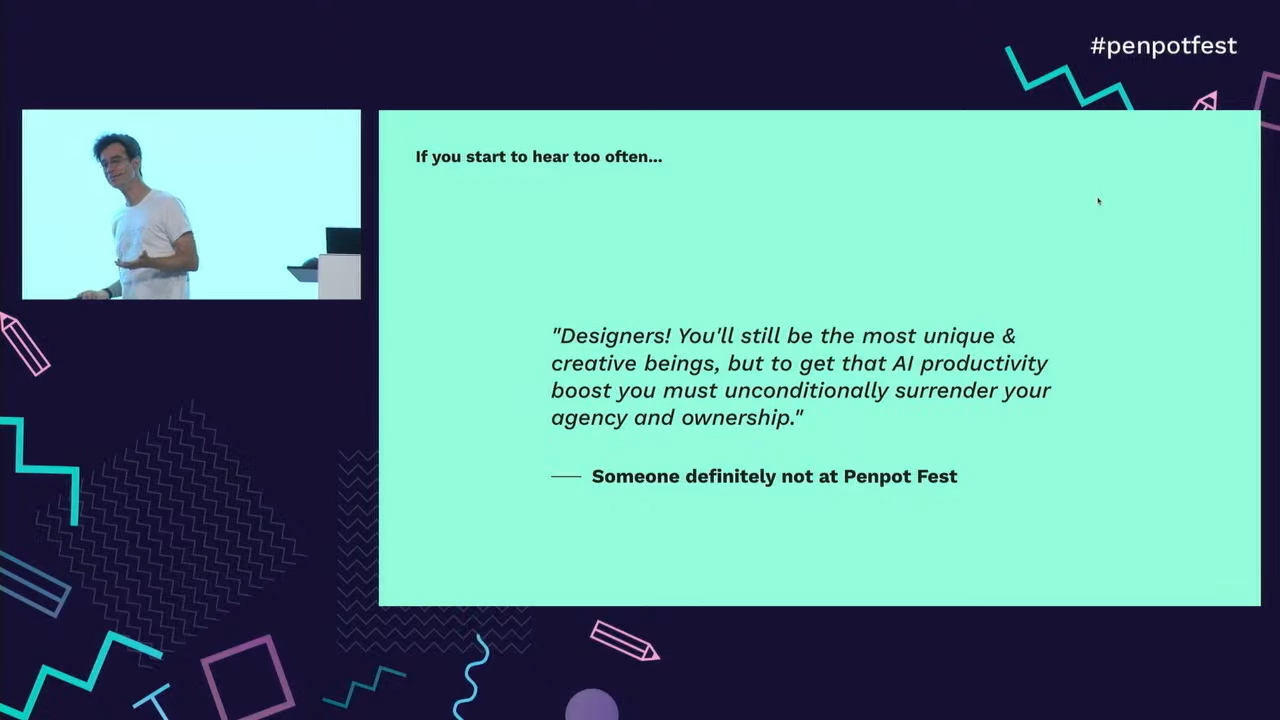 #penpotfest
If you start to hear too often...
"Designers! You'll still be the most unique &
creative beings, but to get that AI productivity
boost you must unconditionally surrender your
agency and ownership."
— Someone definitely not at Penpot Fest